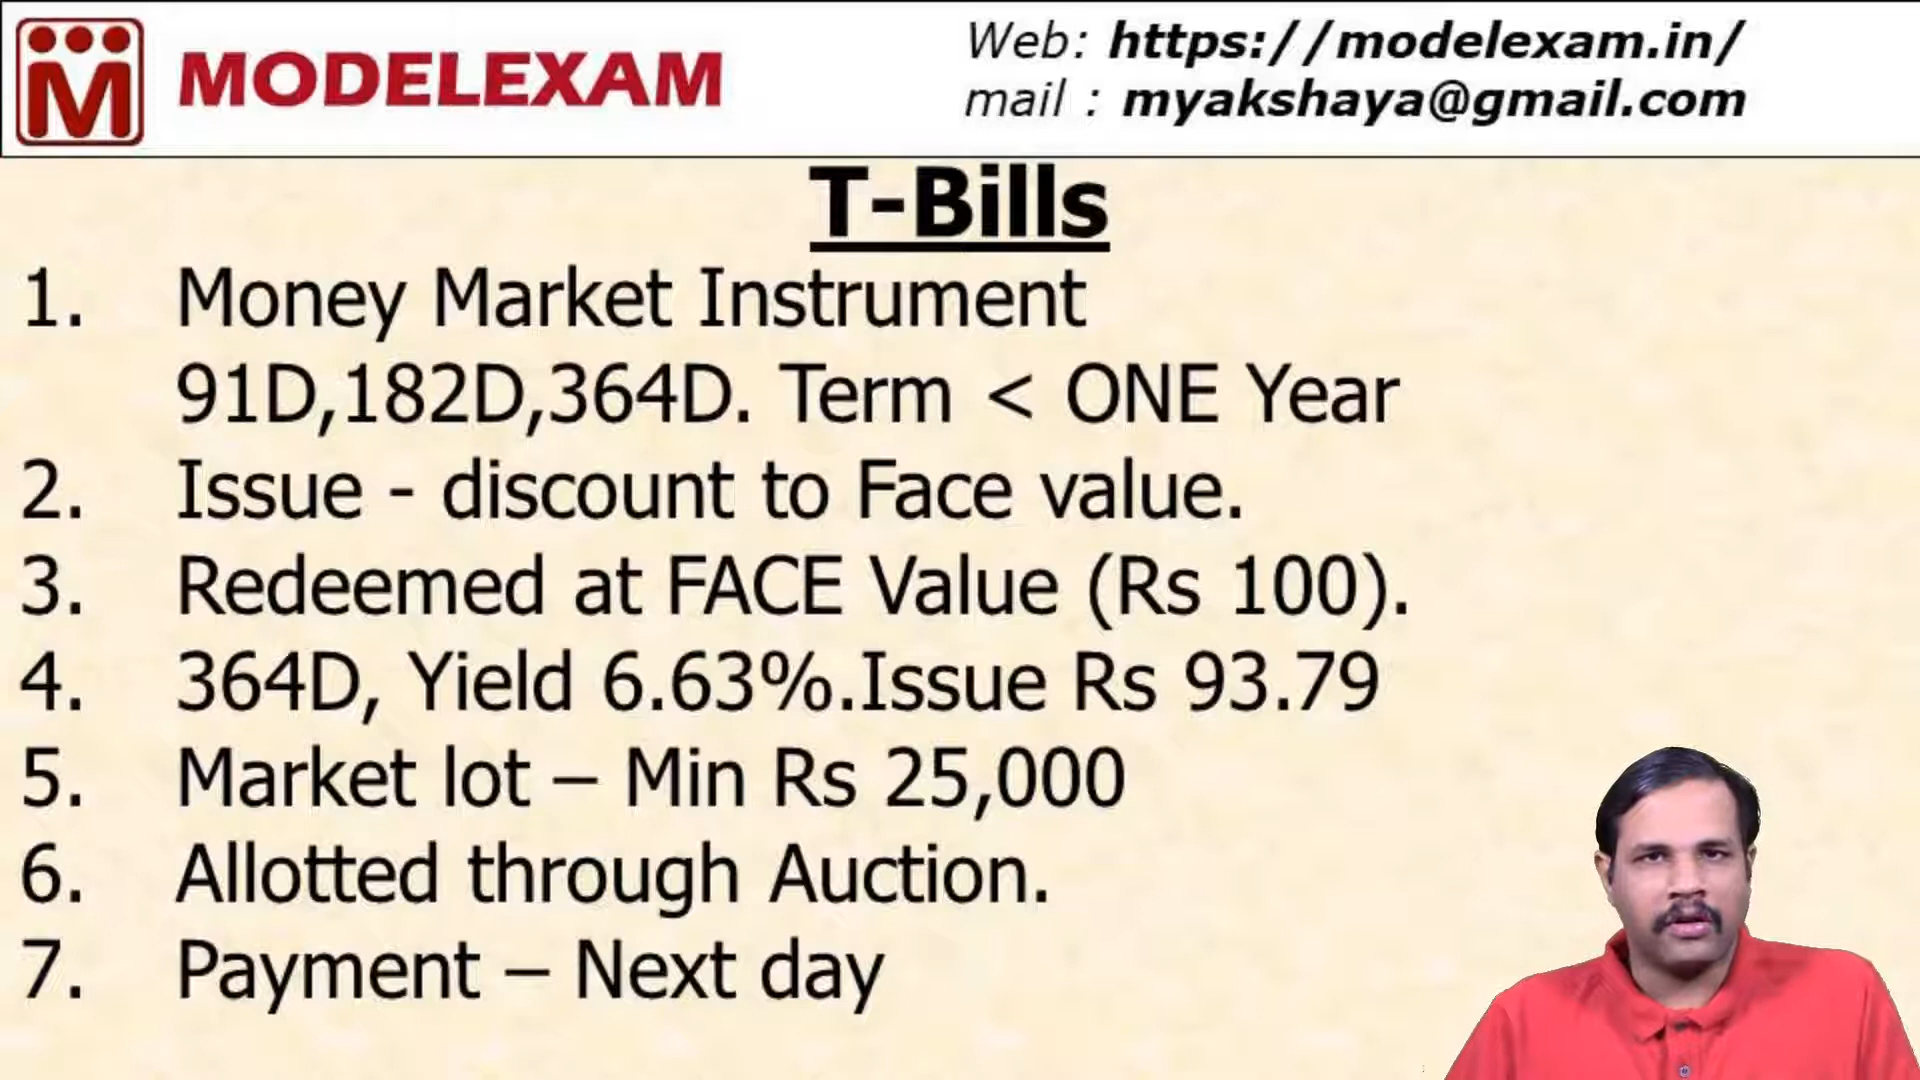 MODELEXAM
Web: https://modelexam.in/
mail : myakshaya@gmail.com
T-Bills
1. Money Market Instrument
91D,182D,364D. Term < ONE Year
2. Issue - discount to Face value.
3. Redeemed at FACE Value (Rs 100).
4. 364D, Yield 6.63%.Issue Rs 93.79
5. Market lot – Min Rs 25,000
6. Allotted through Auction.
7. Payment – Next day